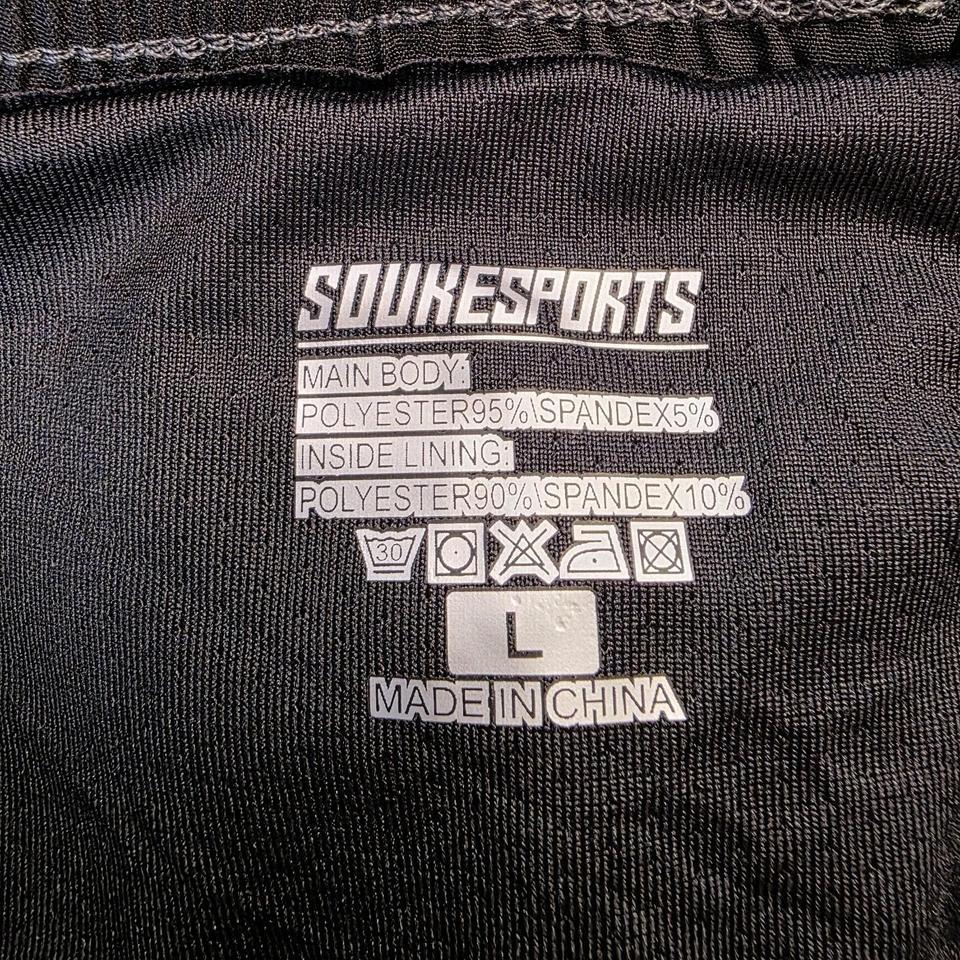 SOUKESPORTS
MAIN BODY:
POLYESTER95%\SPANDEX5%
INSIDE LINING:
POLYESTER90%\SPANDEX10%
30
L
MADE IN CHINA